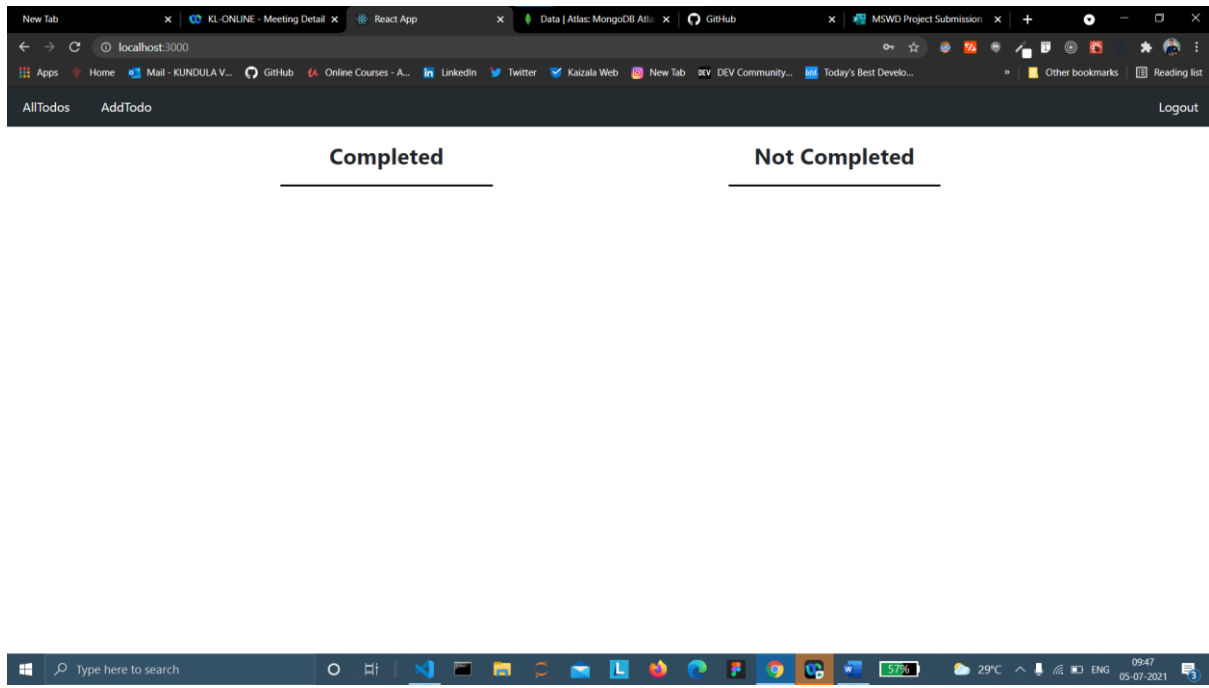 New Tab KL-ONLINE - Meeting Detail React App Data | Atlas: MongoDB Atla GitHub MSWD Project Submission
localhost:3000
Apps Home Mail - KUNDULA V... GitHub Online Courses - A... LinkedIn Twitter Kaizala Web New Tab DEV DEV Community... Today's Best Develo... » Other bookmarks Reading list
AllTodos AddTodo Logout
Completed Not Completed
Type here to search 57% 29°C ENG 09:47
05-07-2021